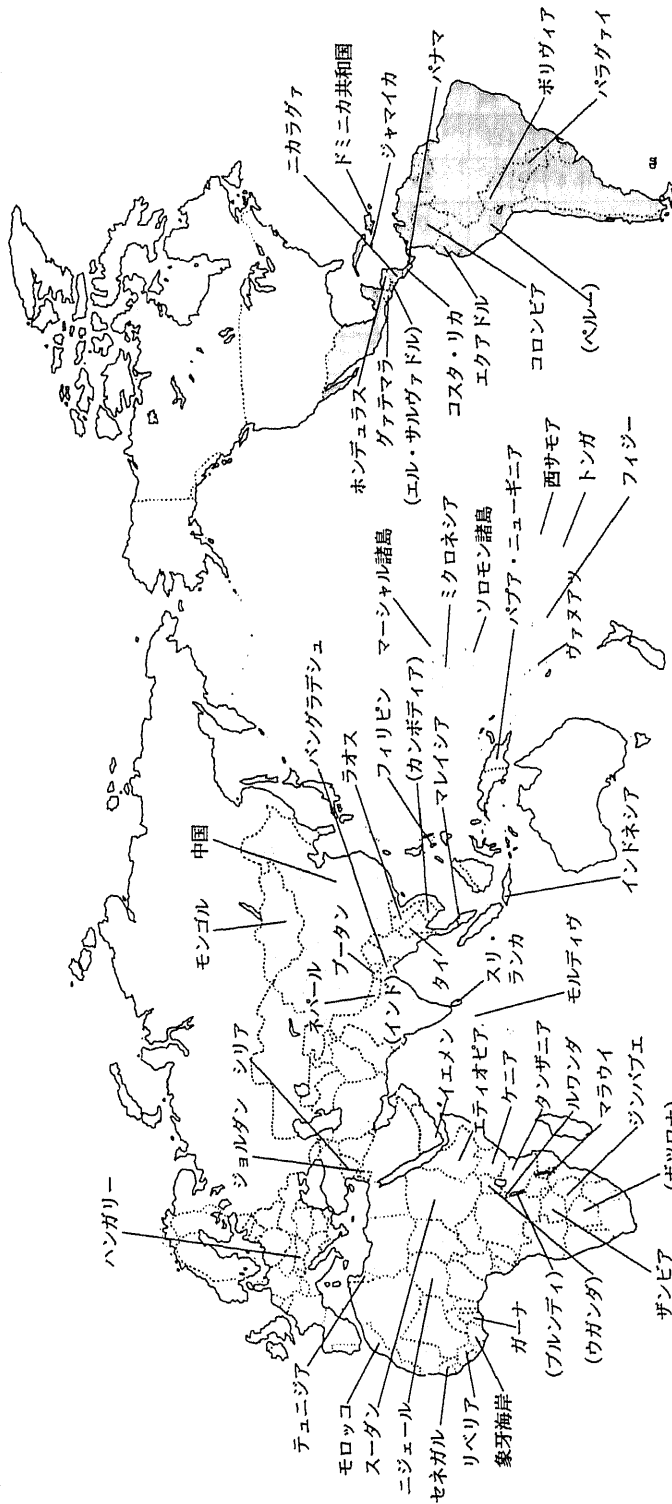 ハンガリー
テュニジア
モロッコ
スーダン
ニジェール
セネガル
リベリア
象牙海岸
ガーナ
(ブルンディ)
(ウガンダ)
ザンビア
ジンバブエ
マラウイ
ルワンダ
タンザニア
ケニア
エティオピア
イエメン
ジョルダン
シリア
モンゴル
中国
ネパール
ブータン
(インド)
バングラデシュ
ラオス
タイ
フィリピン
(カンボディア)
マレイシア
スリ・
ランカ
モルディヴ
インドネシア
マーシャル諸島
ミクロネシア
ソロモン諸島
パプア・ニューギニア
西サモア
トンガ
フィジー
ヴァヌアツ
ニカラグァ
ドミニカ共和国
ジャマイカ
パナマ
ホンデュラス
グァテマラ
(エル・サルヴァドル)
コスタ・リカ
エクアドル
コロンビア
(ペルー)
ボリヴィア
パラグァイ